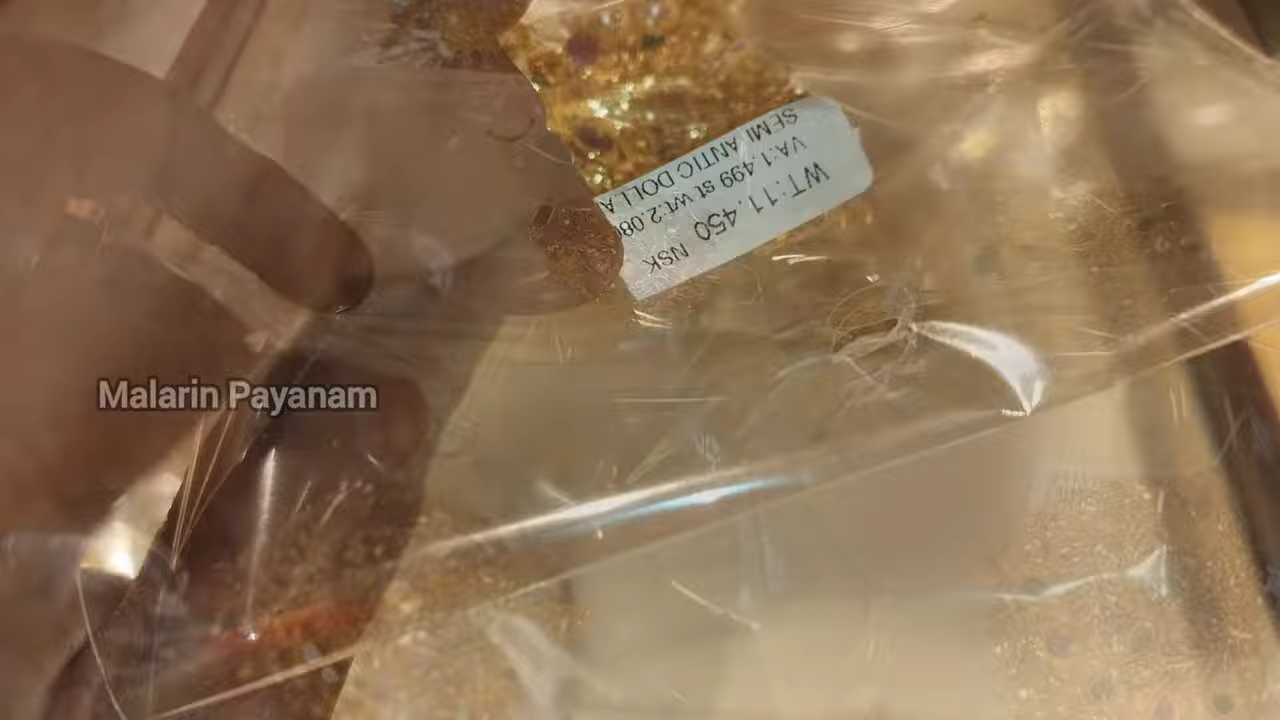 WT:11.450 NSK
VA:1.499 st wt:2.08
SEMI ANTIC DOLLA
Malarin Payanam